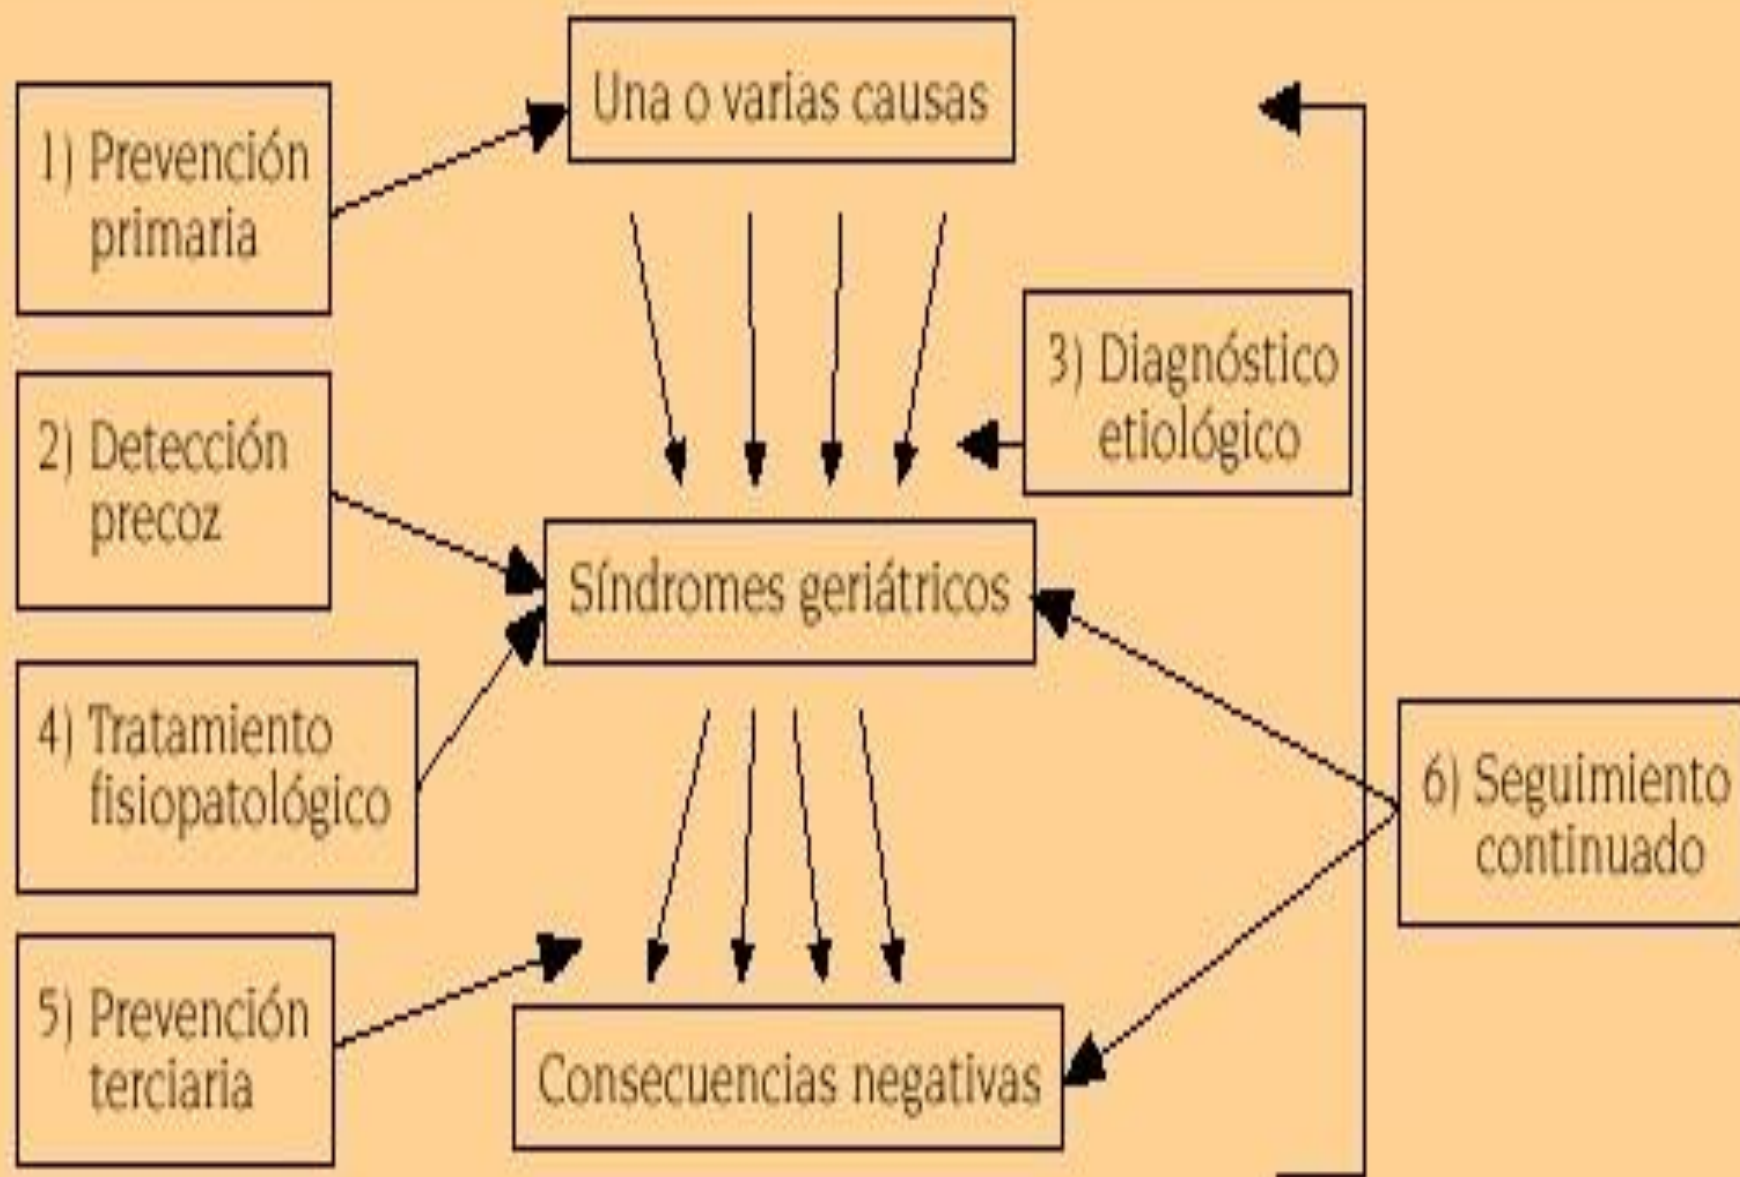 Una o varias causas
1) Prevención
primaria
3) Diagnóstico
etiológico
2) Detección
precoz
Síndromes geriátricos
4) Tratamiento
fisiopatológico
6) Seguimiento
continuado
5) Prevención
terciaria
Consecuencias negativas